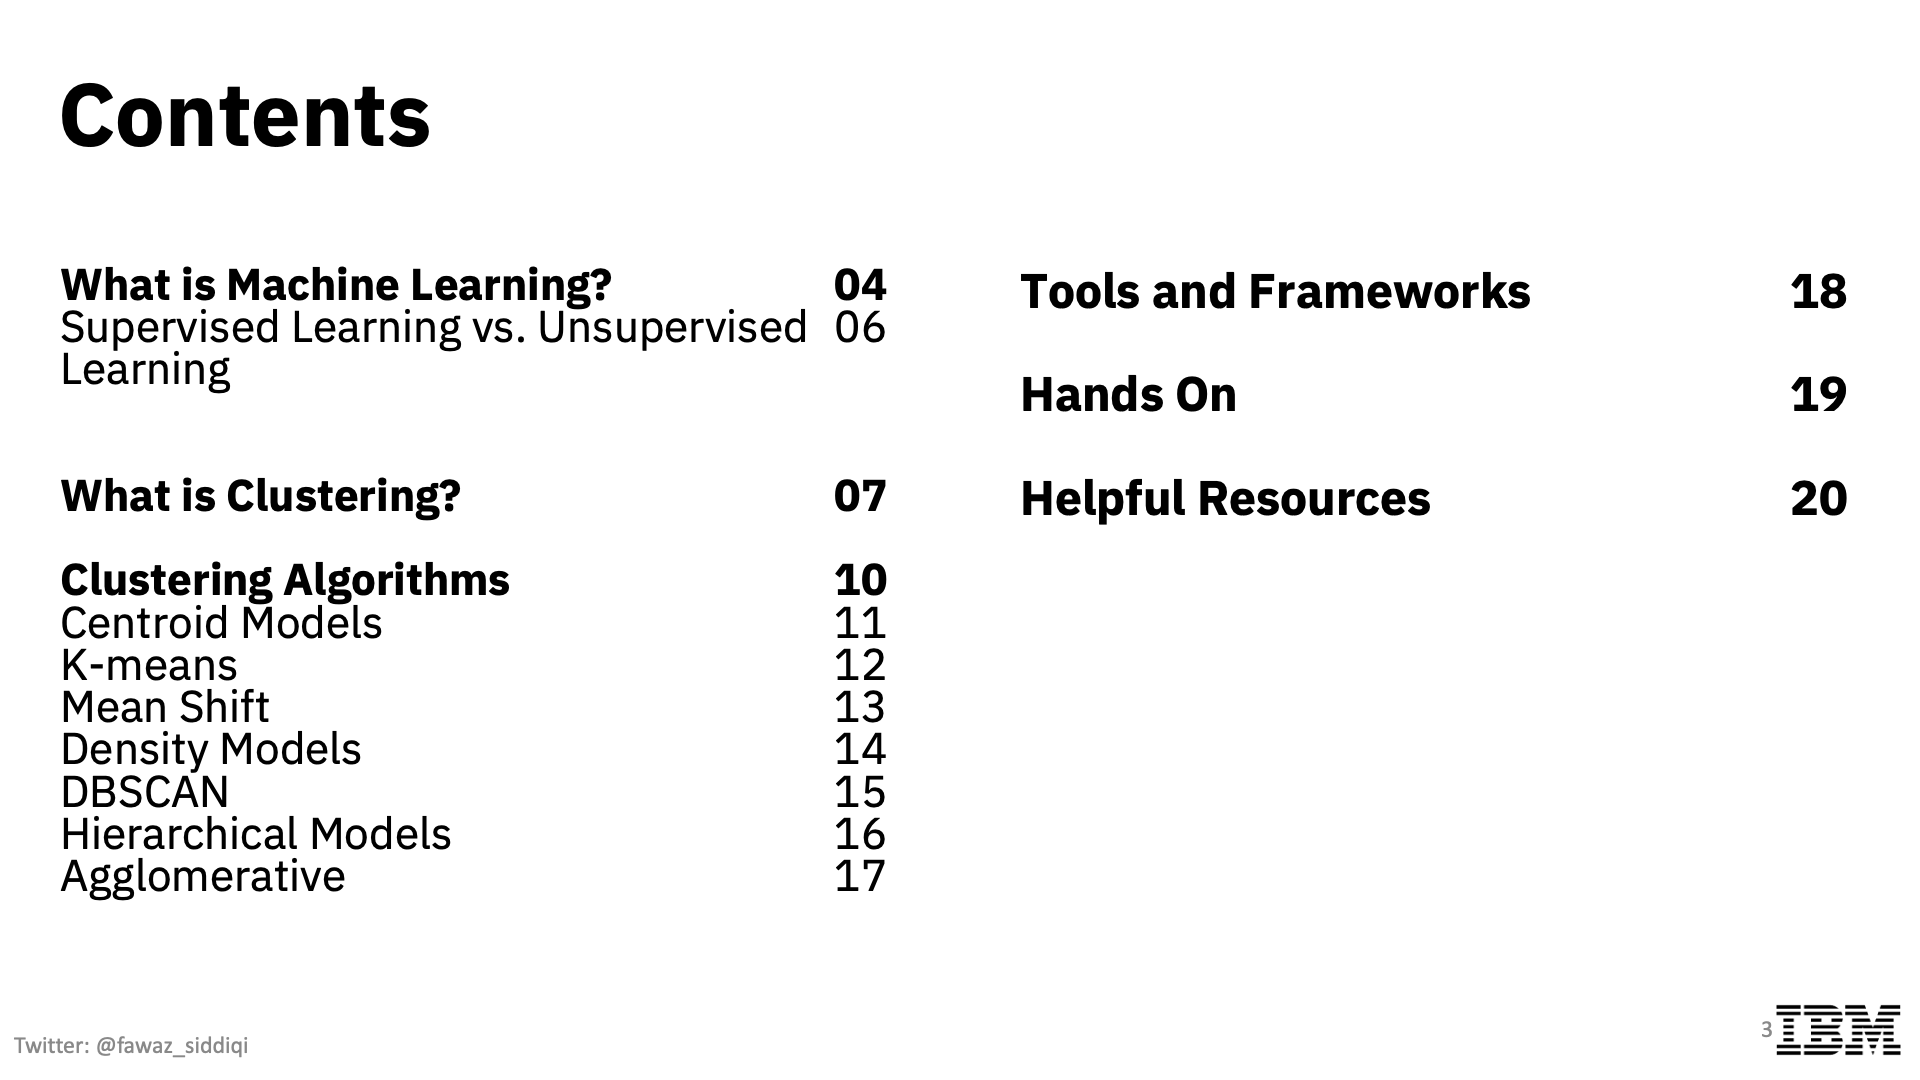 Contents
What is Machine Learning? 04
Supervised Learning vs. Unsupervised 06
Learning
What is Clustering? 07
Clustering Algorithms 10
Centroid Models 11
K-means 12
Mean Shift 13
Density Models 14
DBSCAN 15
Hierarchical Models 16
Agglomerative 17
Tools and Frameworks 18
Hands On 19
Helpful Resources 20
Twitter: @fawaz_siddiqi
3 IBM